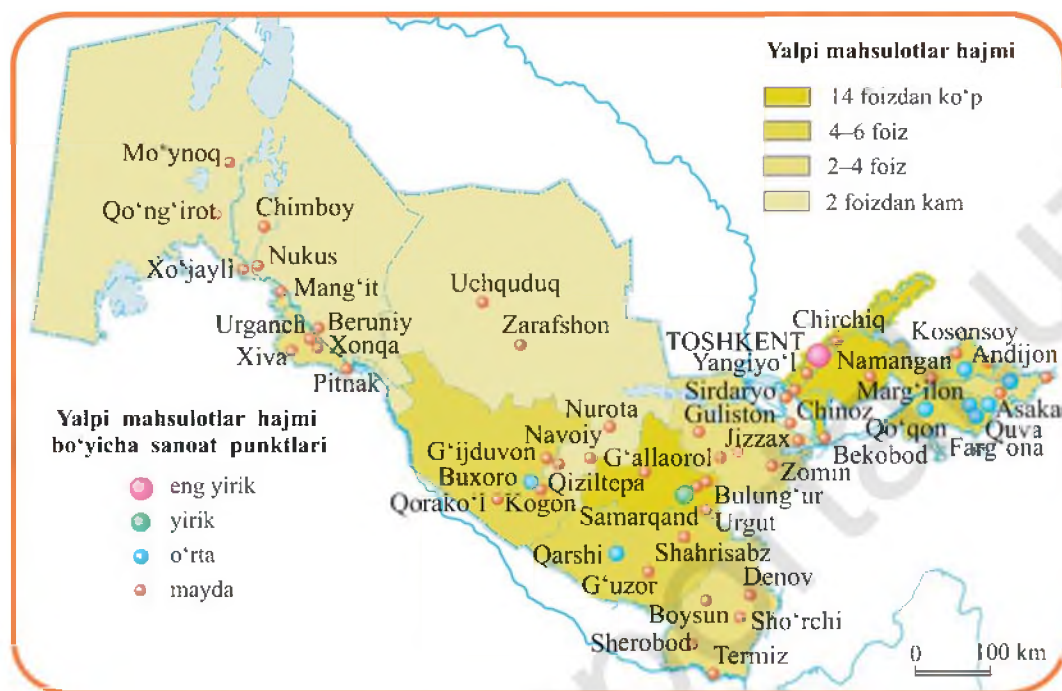 Yalpi mahsulotlar hajmi
14 foizdan ko‘p
4–6 foiz
2–4 foiz
2 foizdan kam
Mo‘ynoq
Qo‘ng‘irot
Chimboy
Xo‘jayli
Nukus
Mang‘it
Urganch
Beruniy
Xiva
Xonqa
Pitnak
Uchquduq
Zarafshon
TOSHKENT
Chirchiq
Yangiyo‘l
Kosonsoy
Namangan
Andijon
Sirdaryo
Marg‘ilon
Guliston
Chinoz
Asaka
Qo‘qon
Quva
Bekobod
Farg‘ona
Nurota
Navoiy
Jizzax
G‘ijduvon
G‘allaorol
Zomin
Buxoro
Qiziltepa
Qorako‘l
Kogon
Bulung‘ur
Samarqand
Urgut
Qarshi
Shahrisabz
G‘uzor
Denov
Boysun
Sho‘rchi
Sherobod
Termiz
Yalpi mahsulotlar hajmi
bo‘yicha sanoat punktlari
eng yirik
yirik
o‘rta
mayda
0 100 km